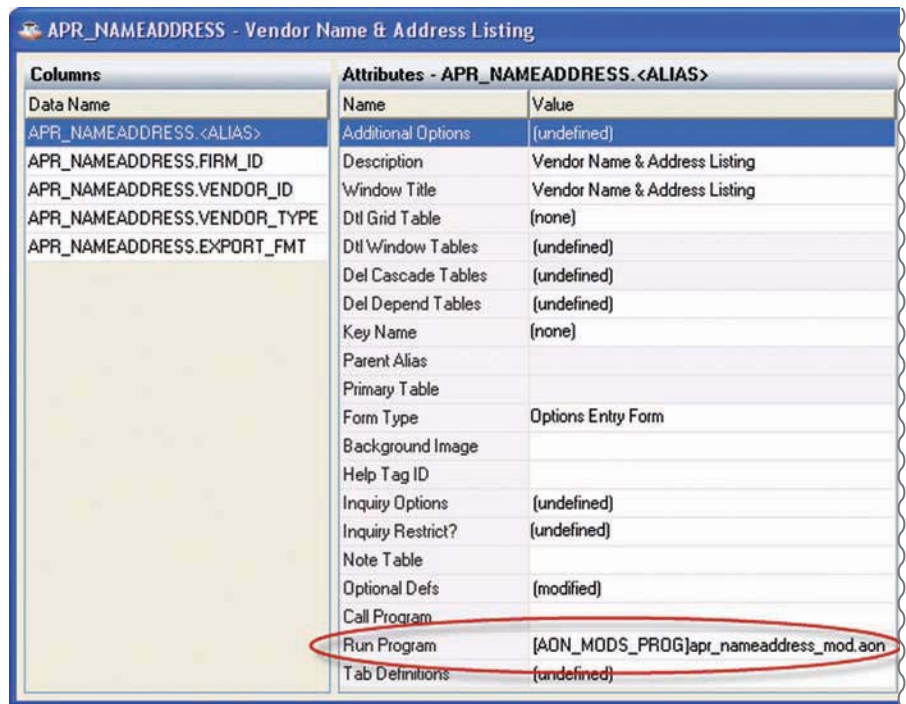 APR_NAMEADDRESS - Vendor Name & Address Listing
Columns
Data Name
APR_NAMEADDRESS.<ALIAS>
APR_NAMEADDRESS.FIRM_ID
APR_NAMEADDRESS.VENDOR_ID
APR_NAMEADDRESS.VENDOR_TYPE
APR_NAMEADDRESS.EXPORT_FMT
Attributes - APR_NAMEADDRESS.<ALIAS>
Name Value
Additional Options (undefined)
Description Vendor Name & Address Listing
Window Title Vendor Name & Address Listing
Dtl Grid Table (none)
Dtl Window Tables (undefined)
Del Cascade Tables (undefined)
Del Depend Tables (undefined)
Key Name (none)
Parent Alias
Primary Table
Form Type Options Entry Form
Background Image
Help Tag ID
Inquiry Options (undefined)
Inquiry Restrict? (undefined)
Note Table
Optional Defs (modified)
Call Program
Run Program [AON_MODS_PROG]apr_nameaddress_mod.aon
Tab Definitions (undefined)